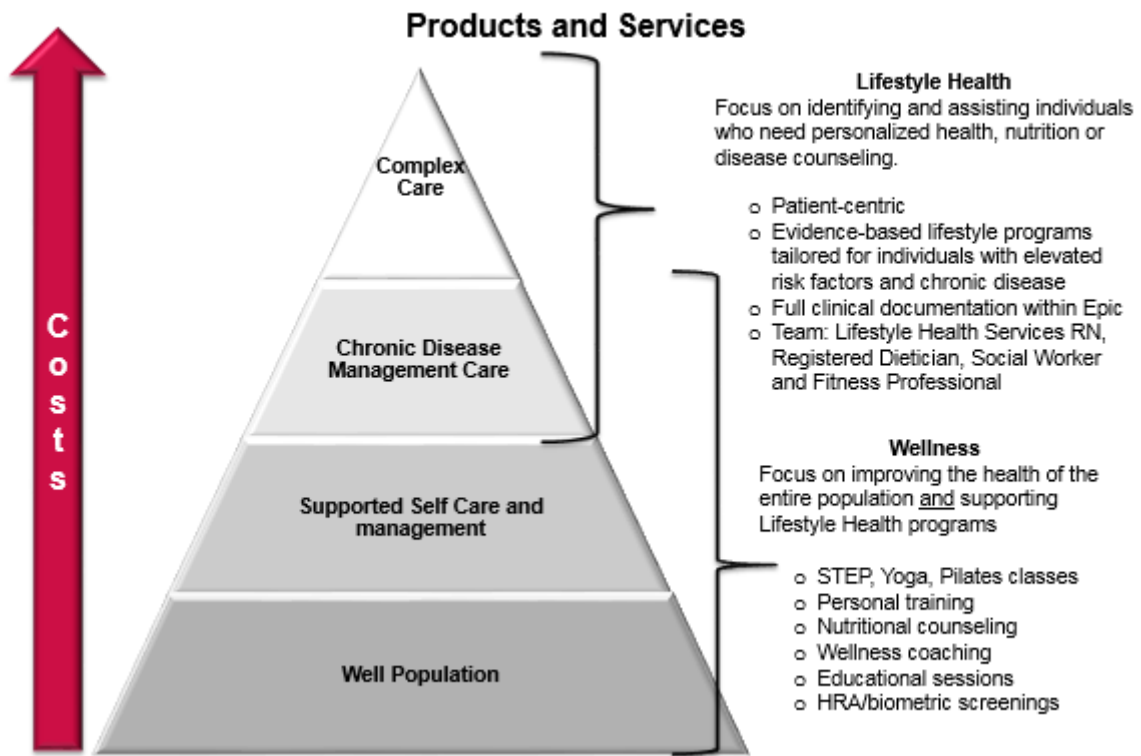 Products and Services
Costs
Complex
Care
Chronic Disease
Management Care
Supported Self Care and
management
Well Population
Lifestyle Health
Focus on identifying and assisting individuals
who need personalized health, nutrition or
disease counseling.
o Patient-centric
o Evidence-based lifestyle programs
tailored for individuals with elevated
risk factors and chronic disease
o Full clinical documentation within Epic
o Team: Lifestyle Health Services RN,
Registered Dietician, Social Worker
and Fitness Professional
Wellness
Focus on improving the health of the
entire population and supporting
Lifestyle Health programs
o STEP, Yoga, Pilates classes
o Personal training
o Nutritional counseling
o Wellness coaching
o Educational sessions
o HRA/biometric screenings